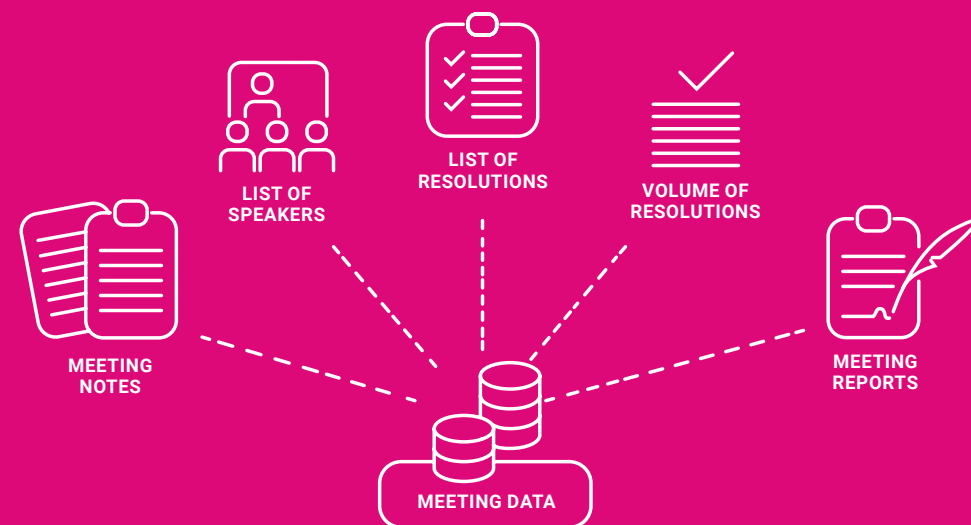 LIST OF
RESOLUTIONS
LIST OF
SPEAKERS
VOLUME OF
RESOLUTIONS
MEETING
NOTES
MEETING
REPORTS
MEETING DATA